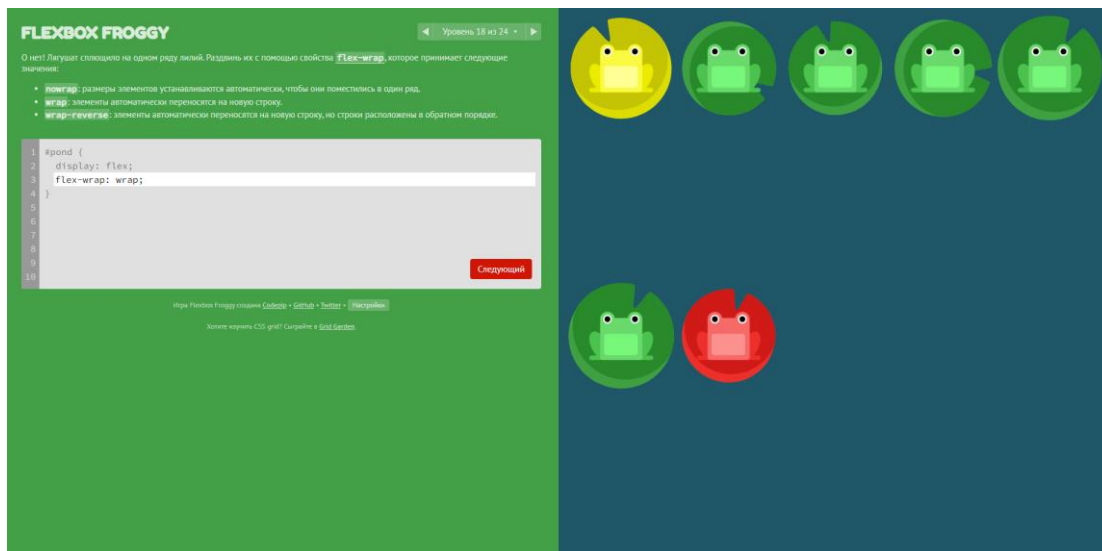 FLEXBOX FROGGY
◀ Уровень 18 из 24 ▾ ▶
О нет! Лягушат сплющило на одном ряду лилий. Раздвинь их с помощью свойства flex-wrap, которое принимает следующие
значения:
• nowrap: размеры элементов устанавливаются автоматически, чтобы они поместились в один ряд.
• wrap: элементы автоматически переносятся на новую строку.
• wrap-reverse: элементы автоматически переносятся на новую строку, но строки расположены в обратном порядке.
1 #pond {
2 display: flex;
3 flex-wrap: wrap;
4 }
5
6
7
8
9
10
Следующий
Игра Flexbox Froggy создана Codepip • GitHub • Twitter • Настройки
Хотите изучить CSS grid? Сыграйте в Grid Garden.